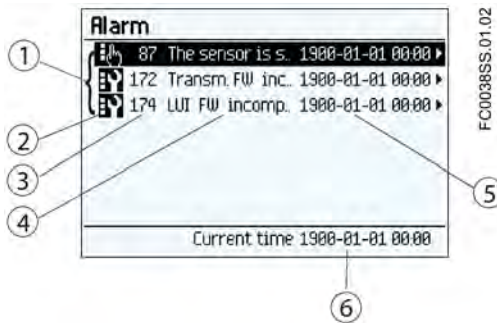 Alarm
87 The sensor is s.. 1900-01-01 00:00
172 Transm. FW inc.. 1900-01-01 00:00
174 LUI FW incomp.. 1900-01-01 00:00
Current time 1900-01-01 00:00
1
2
3
4
5
6
FC0038SS.01.02